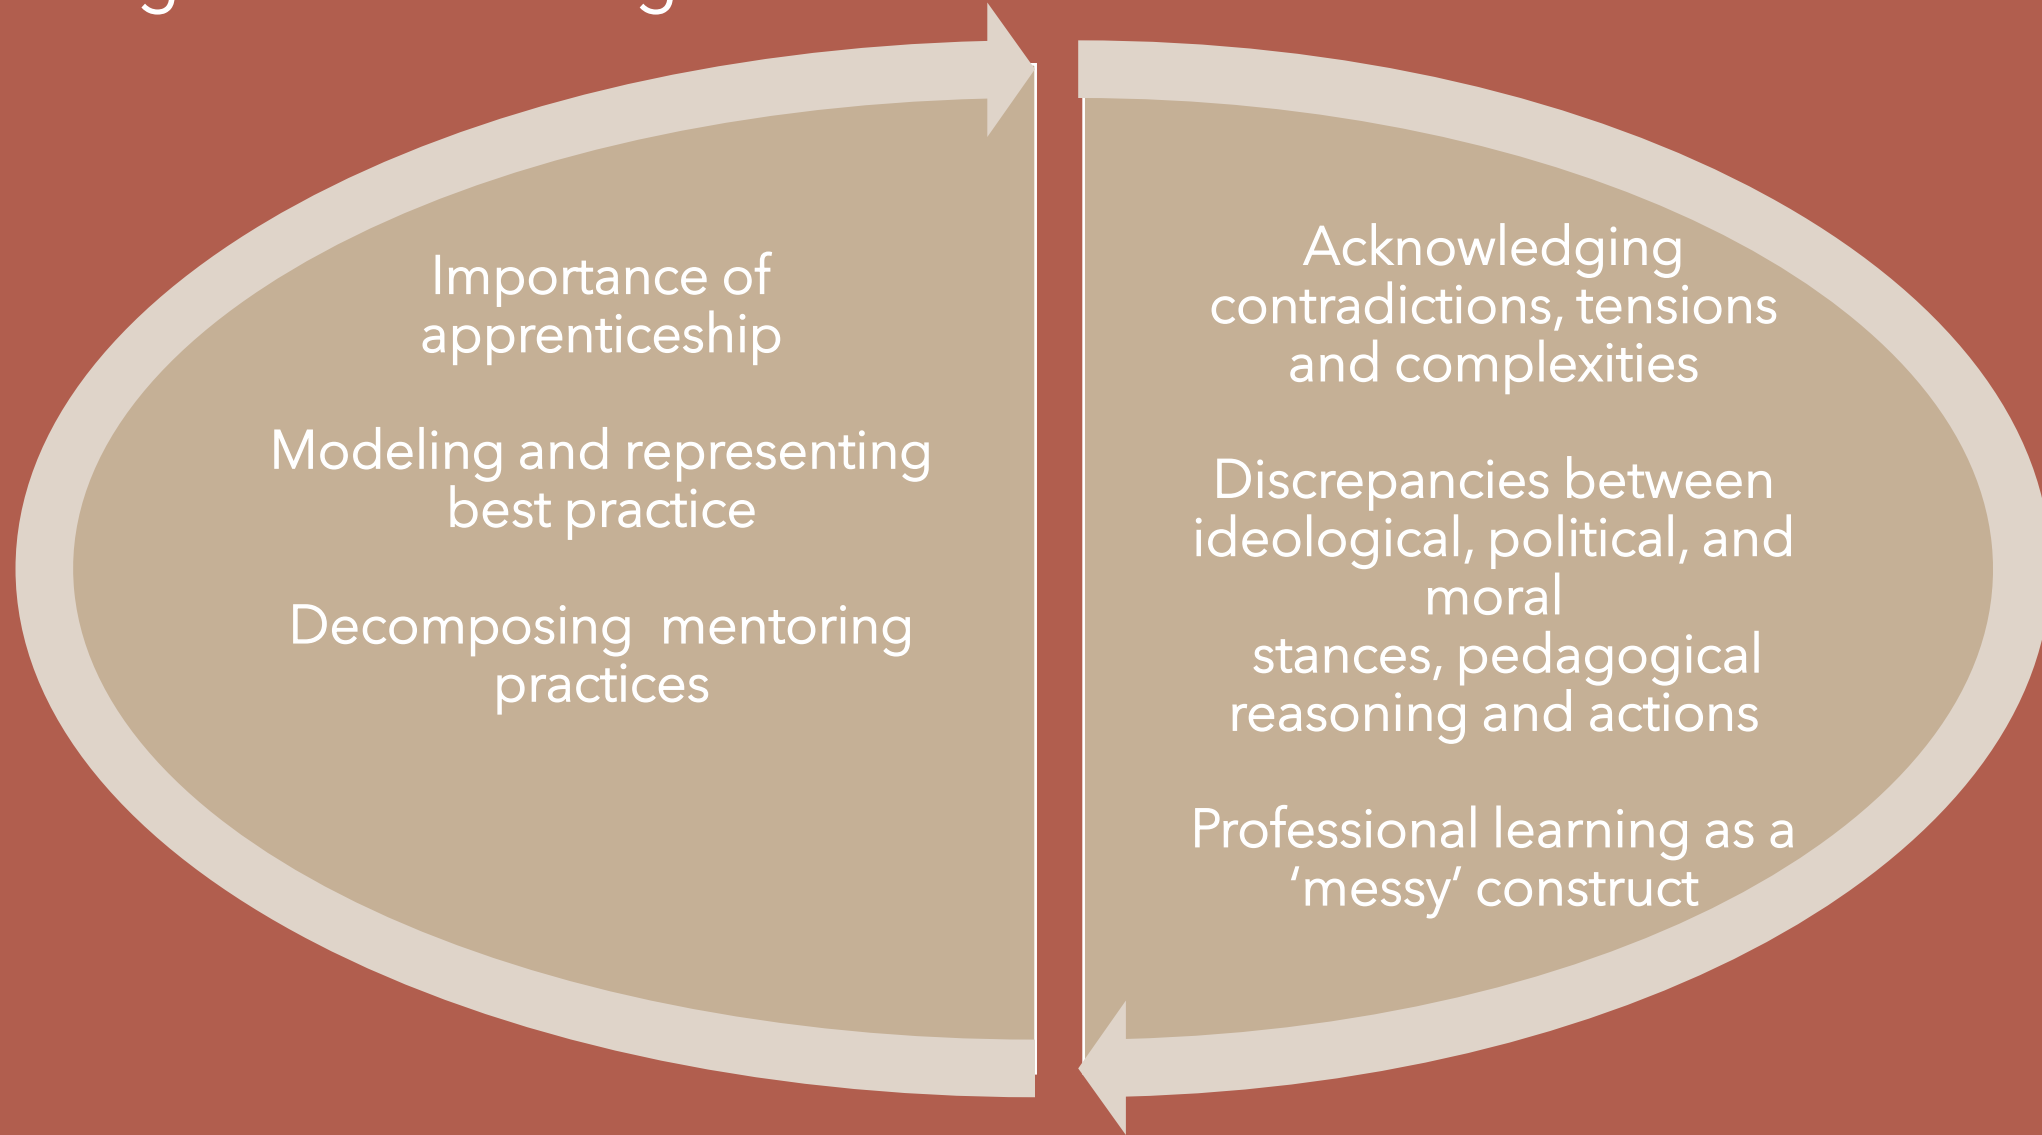 Importance of
apprenticeship
Modeling and representing
best practice
Decomposing  mentoring
practices
Acknowledging
contradictions, tensions
and complexities
Discrepancies between
ideological, political, and
moral
stances, pedagogical
reasoning and actions
Professional learning as a
‘messy’ construct